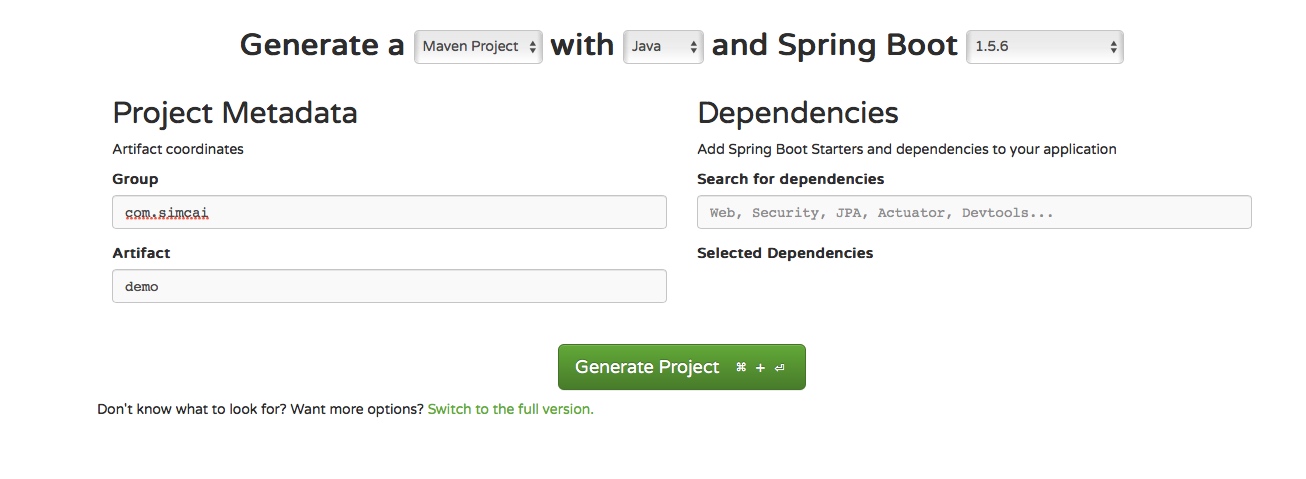 Generate a Maven Project with Java and Spring Boot 1.5.6
Project Metadata
Artifact coordinates
Group
com.simcai
Artifact
demo
Dependencies
Add Spring Boot Starters and dependencies to your application
Search for dependencies
Web, Security, JPA, Actuator, Devtools...
Selected Dependencies
Generate Project ⌘ + ⏎
Don't know what to look for? Want more options? Switch to the full version.